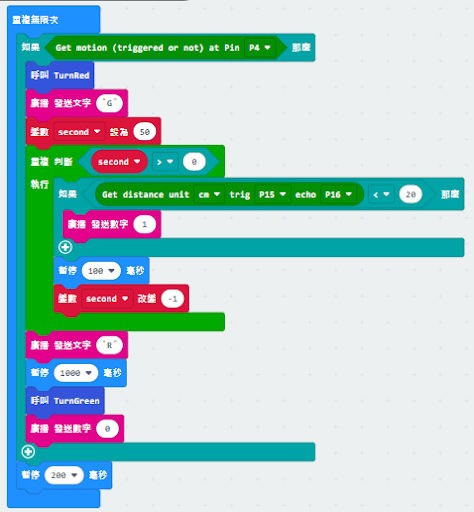 重複無限次
如果 Get motion (triggered or not) at Pin P4 ▼ 那麼
呼叫 TurnRed
廣播 發送文字 "G"
變數 second ▼ 設為 50
重複 判斷 second > ▼ 0
執行
如果 Get distance unit cm ▼ trig P15 ▼ echo P16 ▼ < ▼ 20 那麼
廣播 發送數字 1
暫停 100 ▼ 毫秒
變數 second ▼ 改變 -1
廣播 發送文字 "R"
暫停 1000 ▼ 毫秒
呼叫 TurnGreen
廣播 發送數字 0
暫停 200 ▼ 毫秒